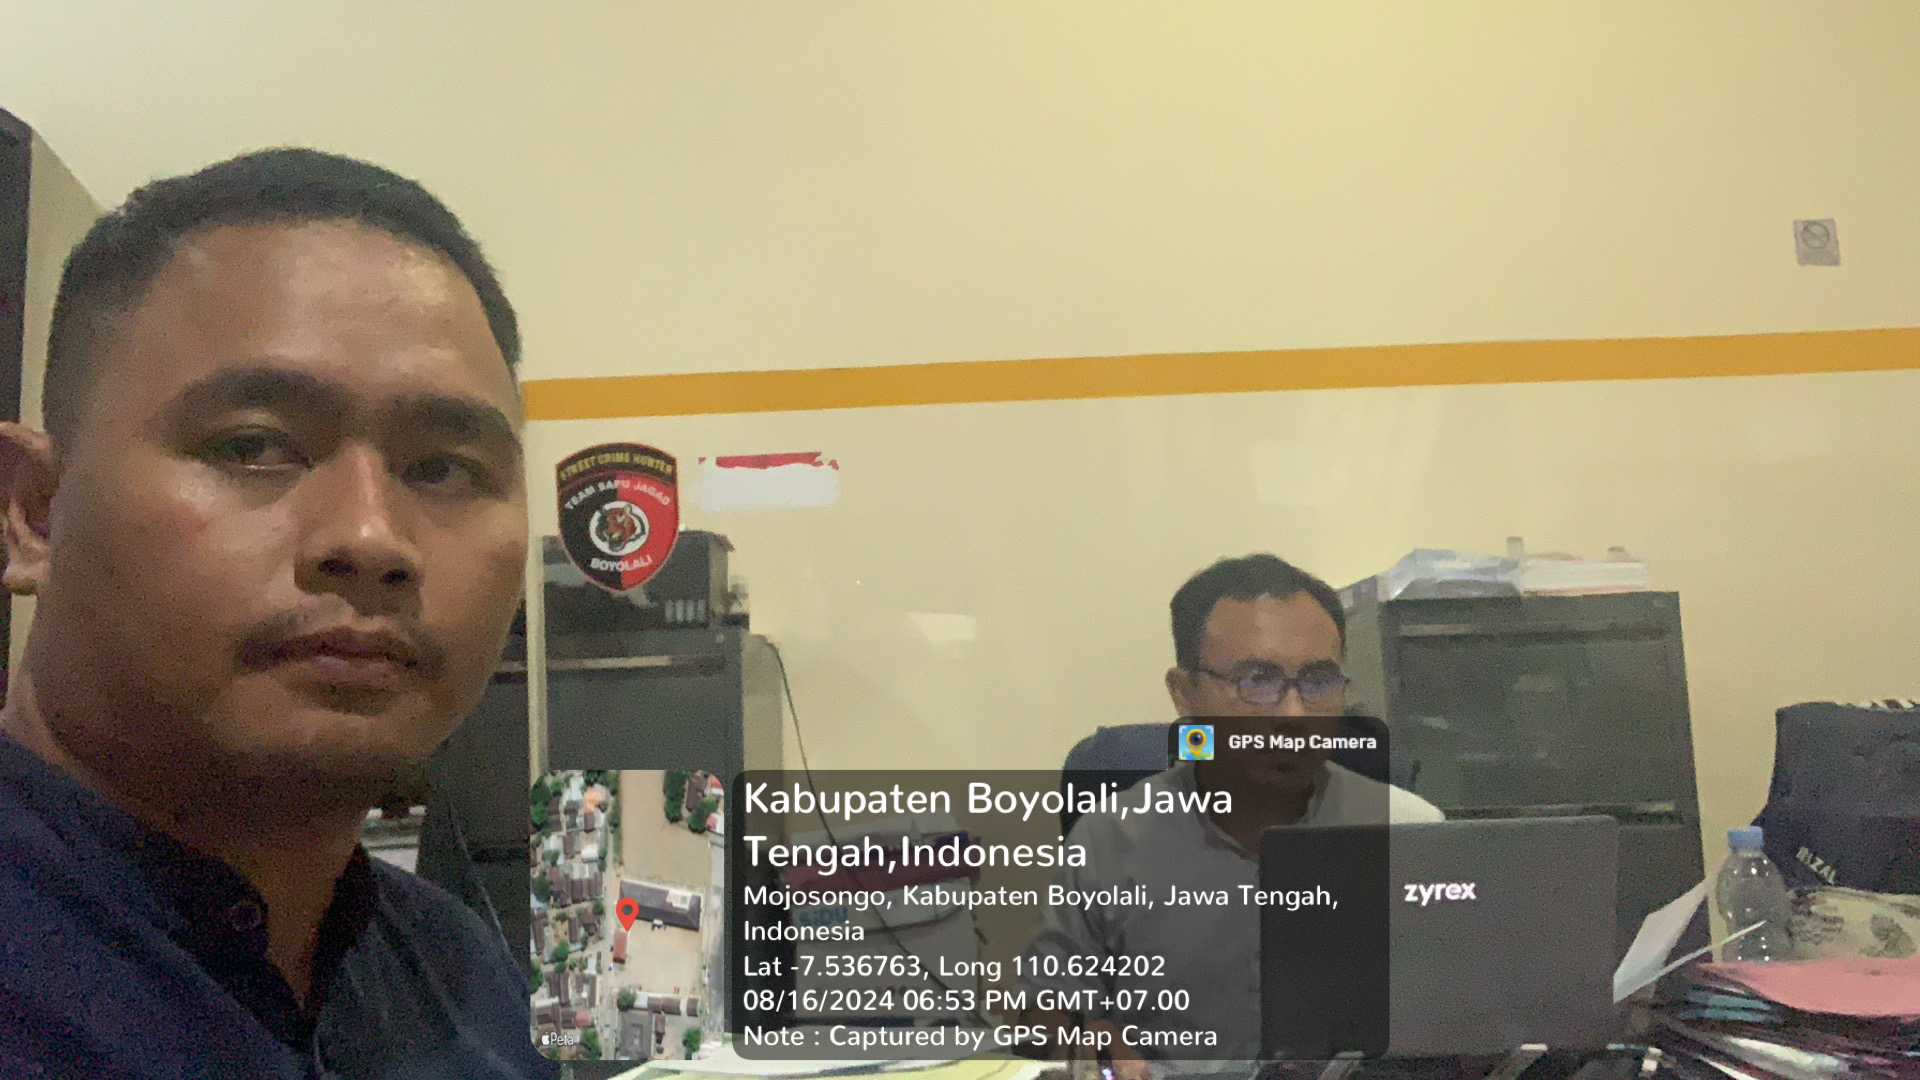 STREET CRIME HUNTER
TEAM SAPU JAGAD
BOYOLALI
GPS Map Camera
Kabupaten Boyolali,Jawa
Tengah,Indonesia
Mojosongo, Kabupaten Boyolali, Jawa Tengah,
Indonesia
Lat -7.536763, Long 110.624202
08/16/2024 06:53 PM GMT+07.00
Note : Captured by GPS Map Camera
Peta
SiDU
zyrex
RIZAL